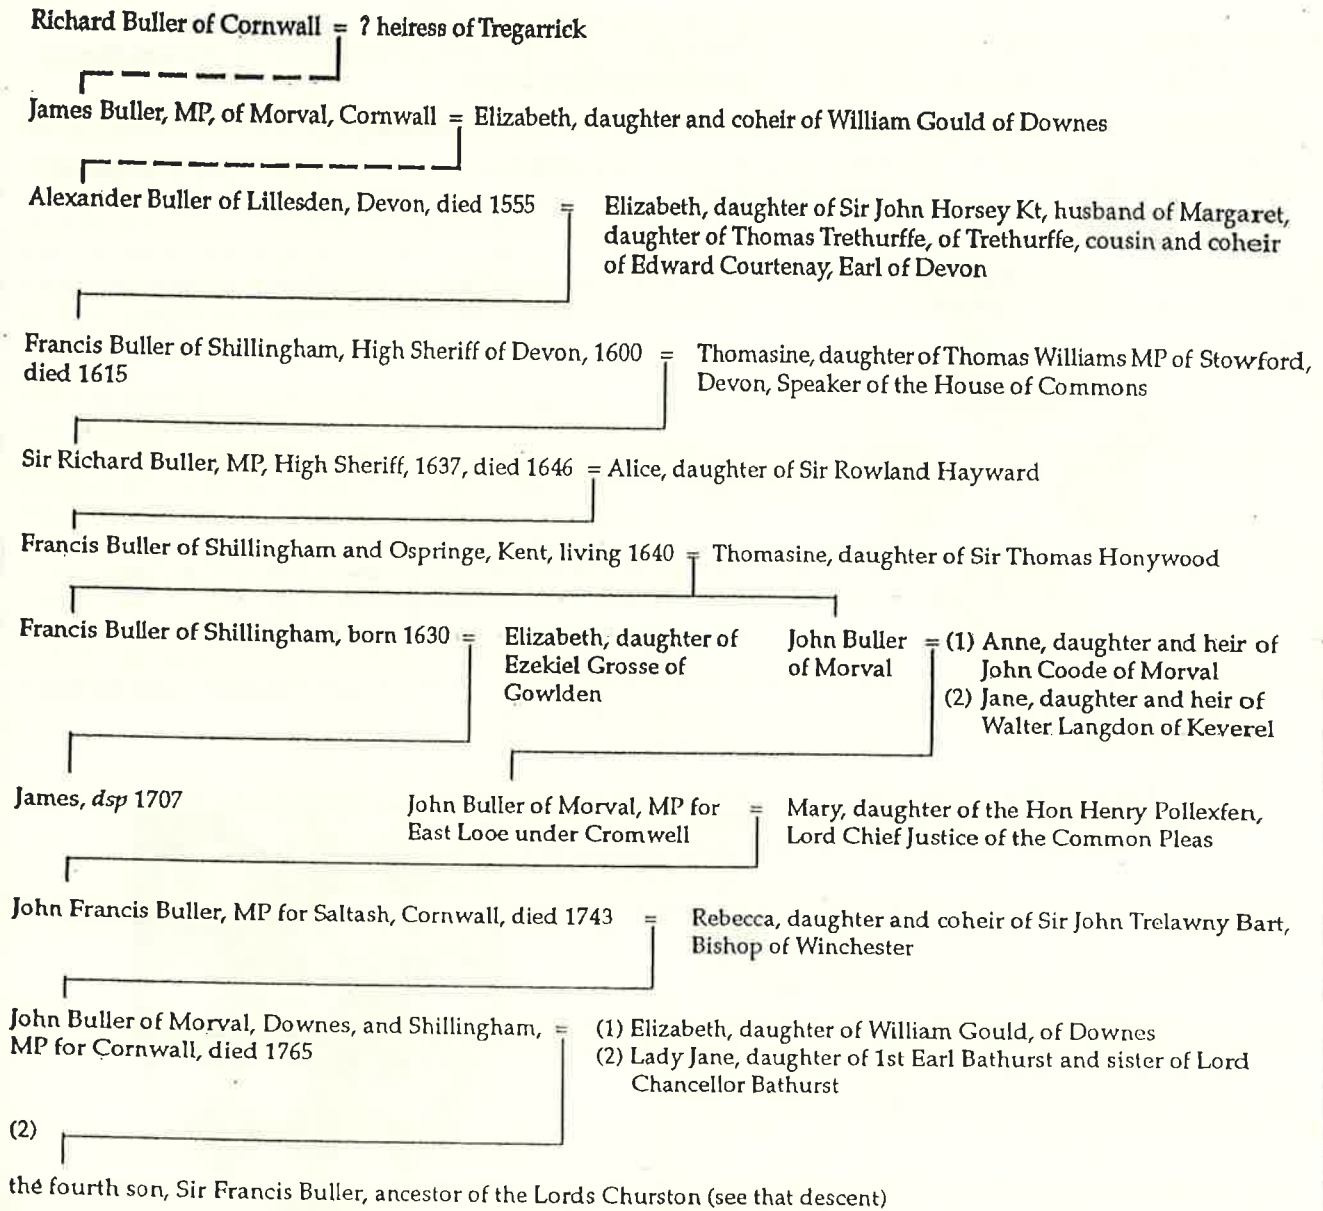 Richard Buller of Cornwall = ? heiress of Tregarrick
James Buller, MP, of Morval, Cornwall = Elizabeth, daughter and coheir of William Gould of Downes
Alexander Buller of Lillesden, Devon, died 1555 = Elizabeth, daughter of Sir John Horsey Kt, husband of Margaret,
daughter of Thomas Trethurffe, of Trethurffe, cousin and coheir
of Edward Courtenay, Earl of Devon
Francis Buller of Shillingham, High Sheriff of Devon, 1600 =
died 1615
Thomasine, daughter of Thomas Williams MP of Stowford,
Devon, Speaker of the House of Commons
Sir Richard Buller, MP, High Sheriff, 1637, died 1646 = Alice, daughter of Sir Rowland Hayward
Francis Buller of Shillingham and Ospringe, Kent, living 1640 = Thomasine, daughter of Sir Thomas Honywood
Francis Buller of Shillingham, born 1630 =
Elizabeth, daughter of
Ezekiel Grosse of
Gowlden
John Buller =
of Morval
(1) Anne, daughter and heir of
John Coode of Morval
(2) Jane, daughter and heir of
Walter Langdon of Keverel
James, dsp 1707
John Buller of Morval, MP for =
East Looe under Cromwell
Mary, daughter of the Hon Henry Pollexfen,
Lord Chief Justice of the Common Pleas
John Francis Buller, MP for Saltash, Cornwall, died 1743 =
Rebecca, daughter and coheir of Sir John Trelawny Bart,
Bishop of Winchester
John Buller of Morval, Downes, and Shillingham, =
MP for Cornwall, died 1765
(1) Elizabeth, daughter of William Gould, of Downes
(2) Lady Jane, daughter of 1st Earl Bathurst and sister of Lord
Chancellor Bathurst
(2)
the fourth son, Sir Francis Buller, ancestor of the Lords Churston (see that descent)